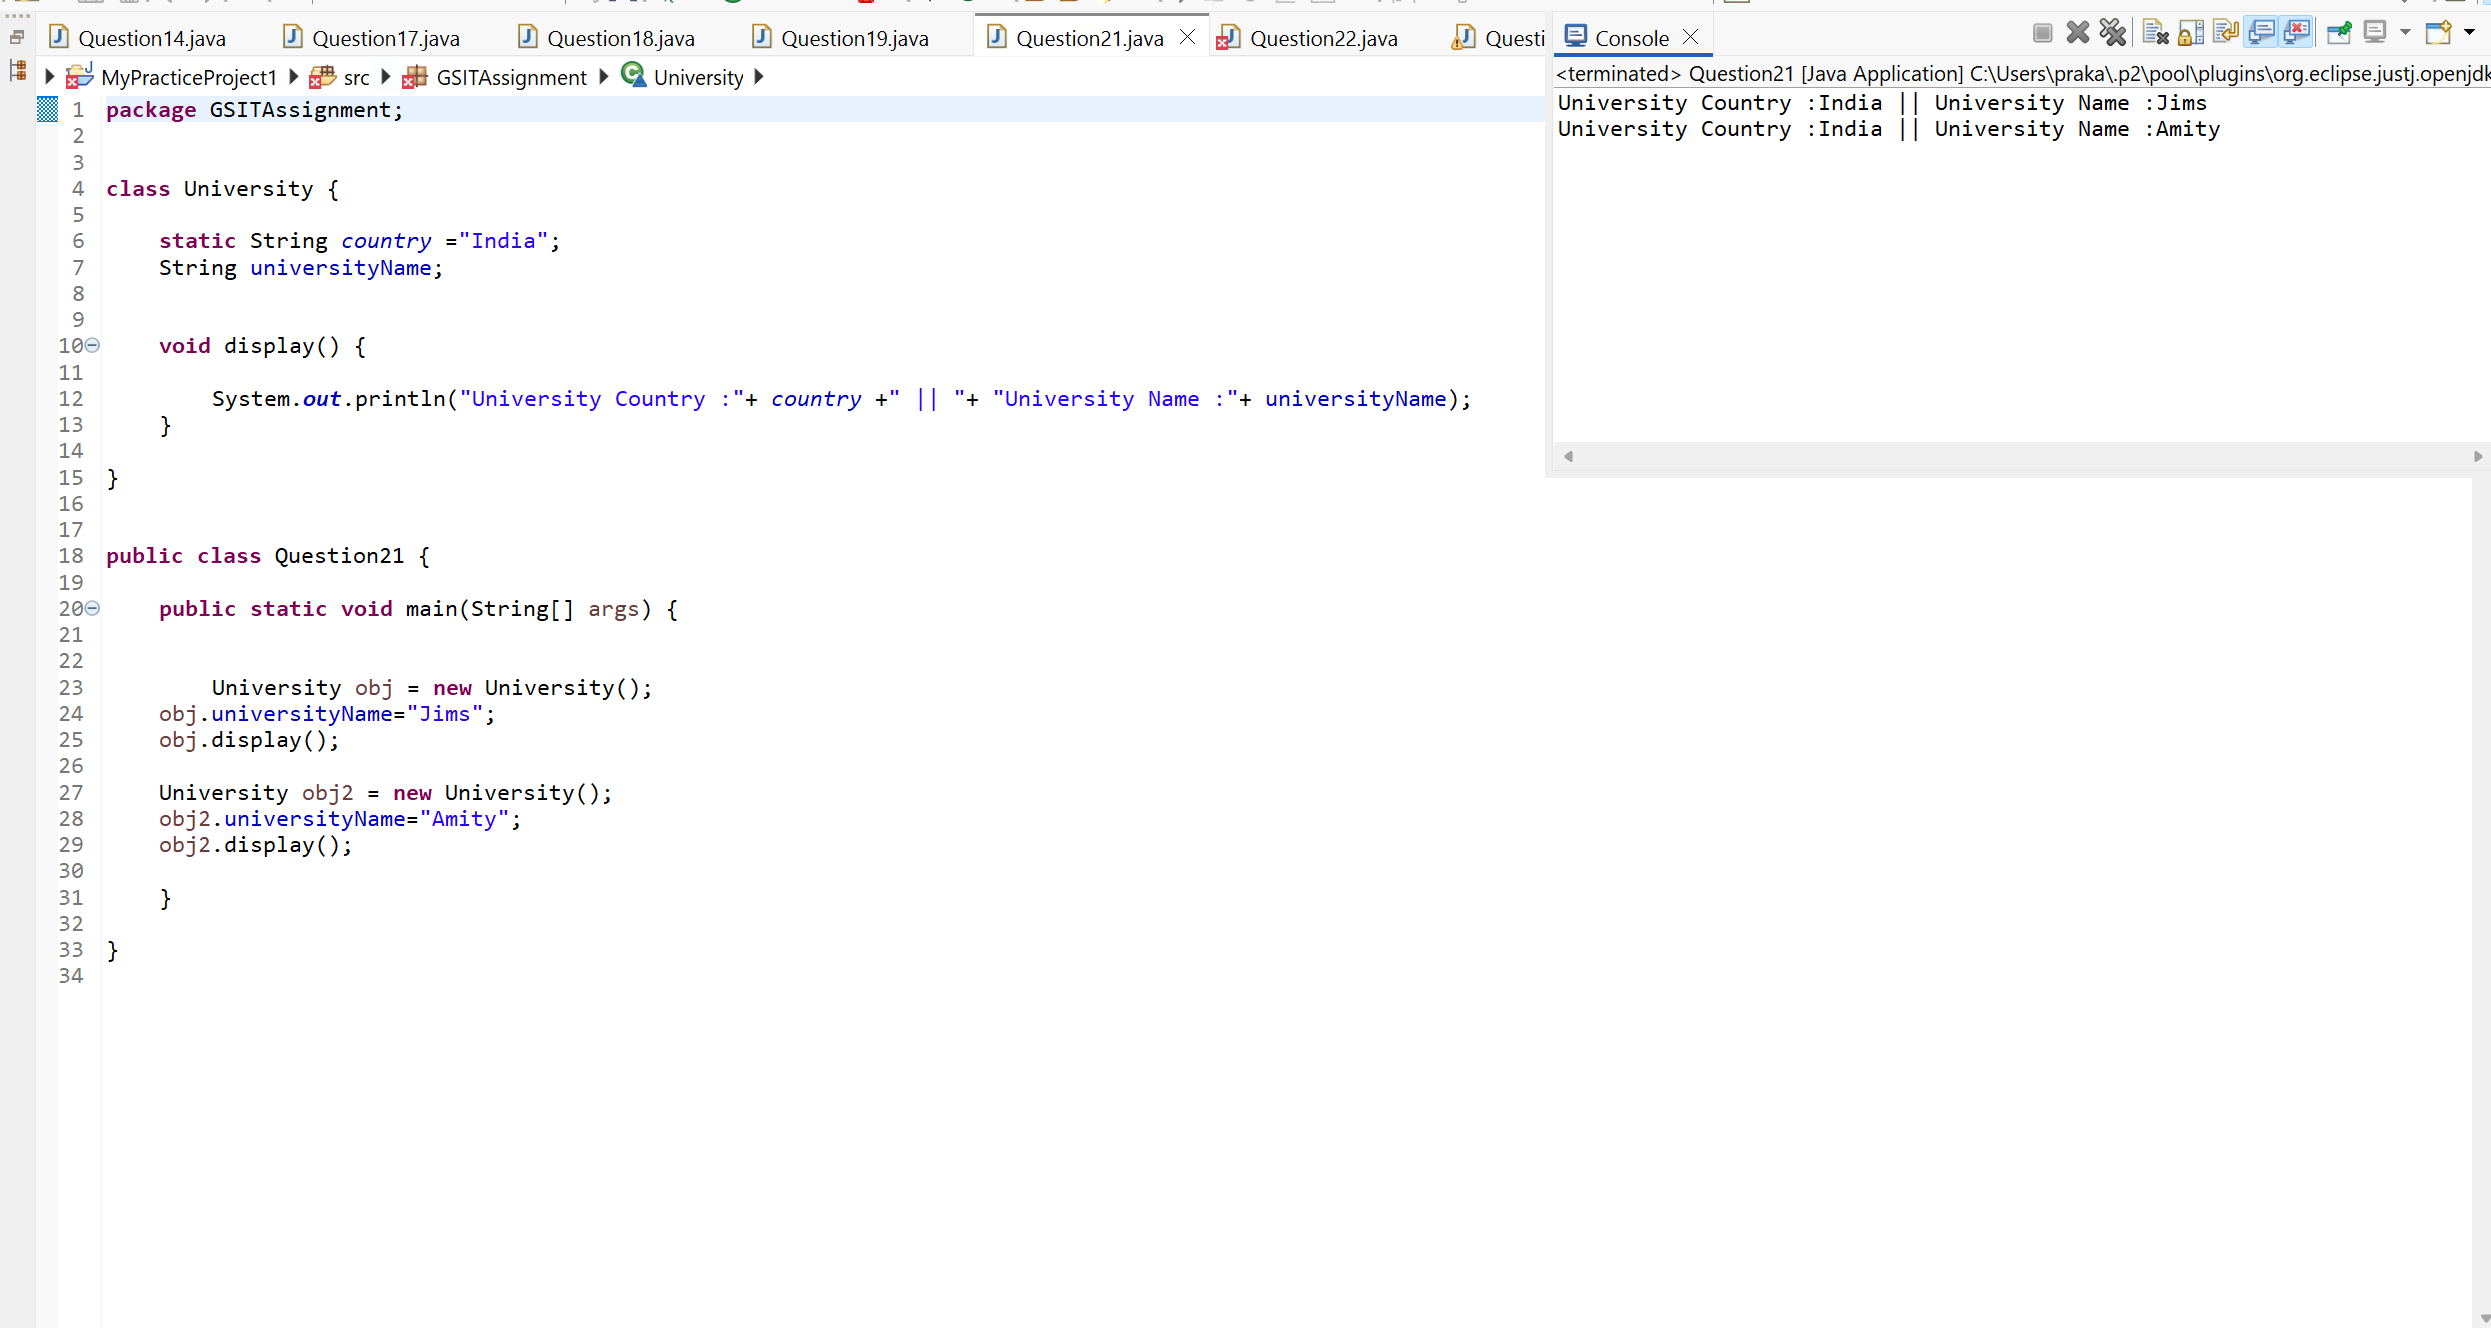 Question14.java Question17.java Question18.java Question19.java Question21.java Question22.java Questi
MyPracticeProject1 src GSITAssignment University
1 package GSITAssignment;
2
3
4 class University {
5
6 static String country ="India";
7 String universityName;
8
9
10 void display() {
11
12 System.out.println("University Country :"+ country +" || "+ "University Name :"+ universityName);
13 }
14
15 }
16
17
18 public class Question21 {
19
20 public static void main(String[] args) {
21
22
23 University obj = new University();
24 obj.universityName="Jims";
25 obj.display();
26
27 University obj2 = new University();
28 obj2.universityName="Amity";
29 obj2.display();
30
31 }
32
33 }
34
Console
<terminated> Question21 [Java Application] C:\Users\praka\.p2\pool\plugins\org.eclipse.justj.openjdk
University Country :India || University Name :Jims
University Country :India || University Name :Amity